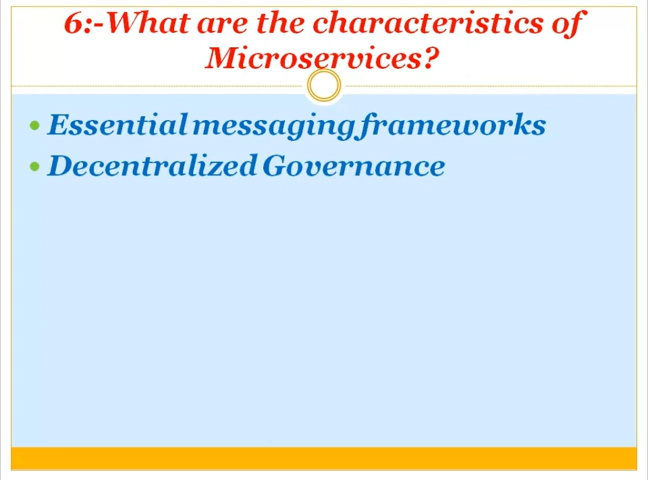 6:-What are the characteristics of
Microservices?
Essential messaging frameworks
Decentralized Governance